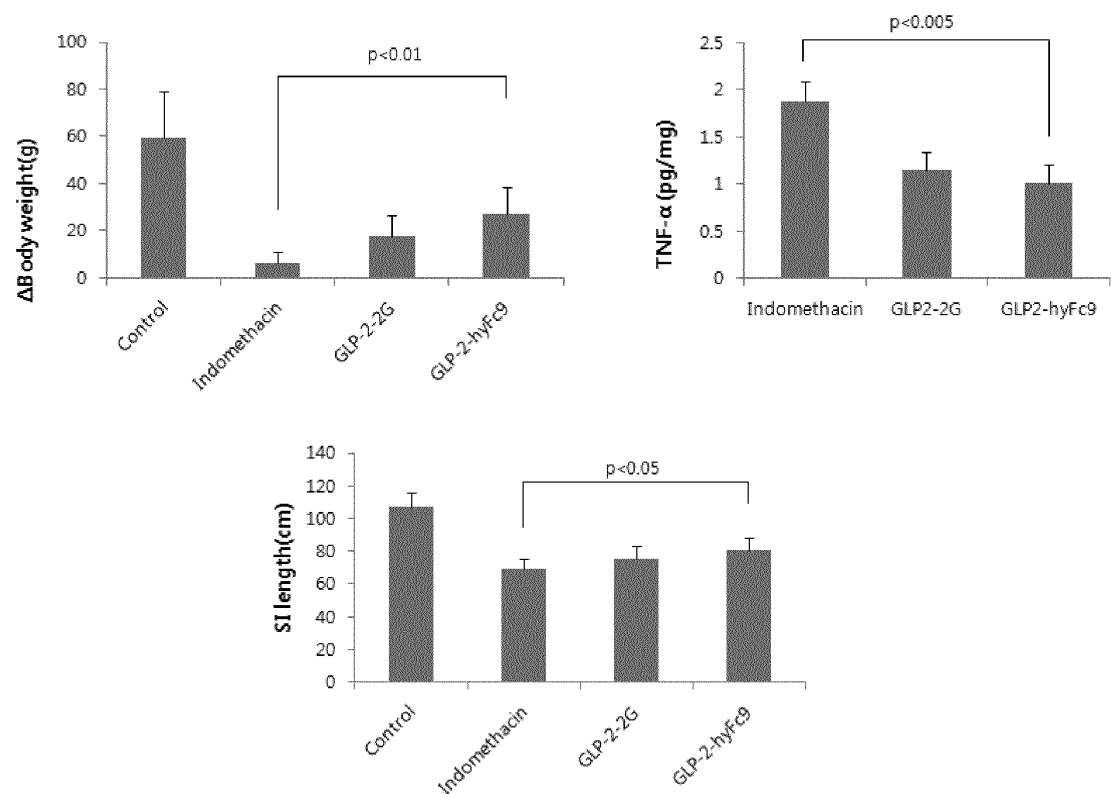 ΔBody weight(g)
100
80
60
40
20
0
p<0.01
Control
Indomethacin
GLP-2-2G
GLP-2-hyFc9
TNF-α (pg/mg)
2.5
2
1.5
1
0.5
0
p<0.005
Indomethacin
GLP2-2G
GLP2-hyFc9
SI length(cm)
140
120
100
80
60
40
20
0
p<0.05
Control
Indomethacin
GLP-2-2G
GLP-2-hyFc9